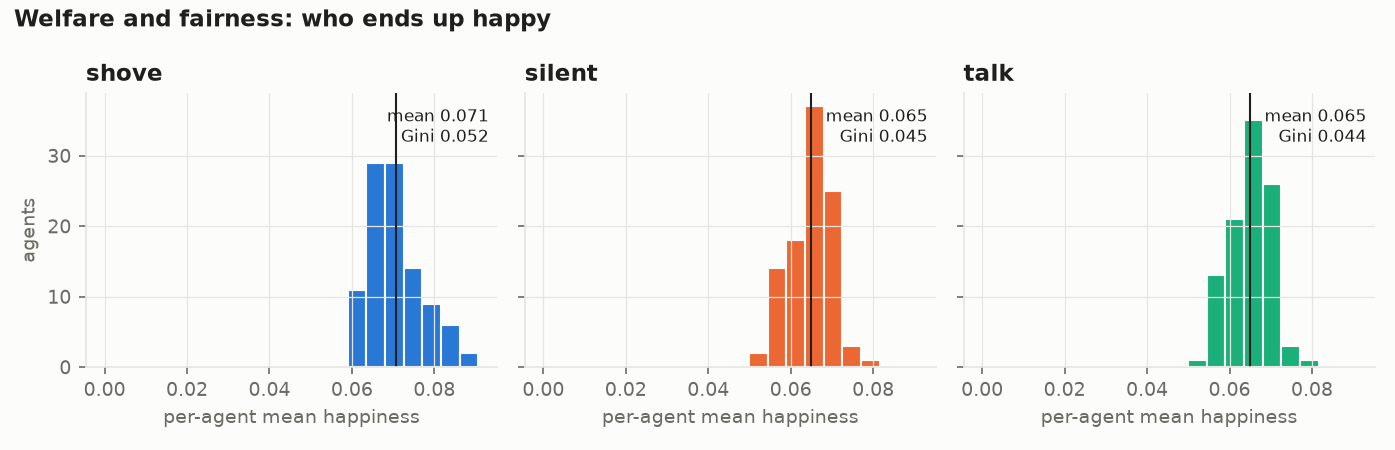 Welfare and fairness: who ends up happy
shove
silent
talk
mean 0.071
Gini 0.052
mean 0.065
Gini 0.045
mean 0.065
Gini 0.044
agents
30
20
10
0
0.00 0.02 0.04 0.06 0.08
0.00 0.02 0.04 0.06 0.08
0.00 0.02 0.04 0.06 0.08
per-agent mean happiness
per-agent mean happiness
per-agent mean happiness